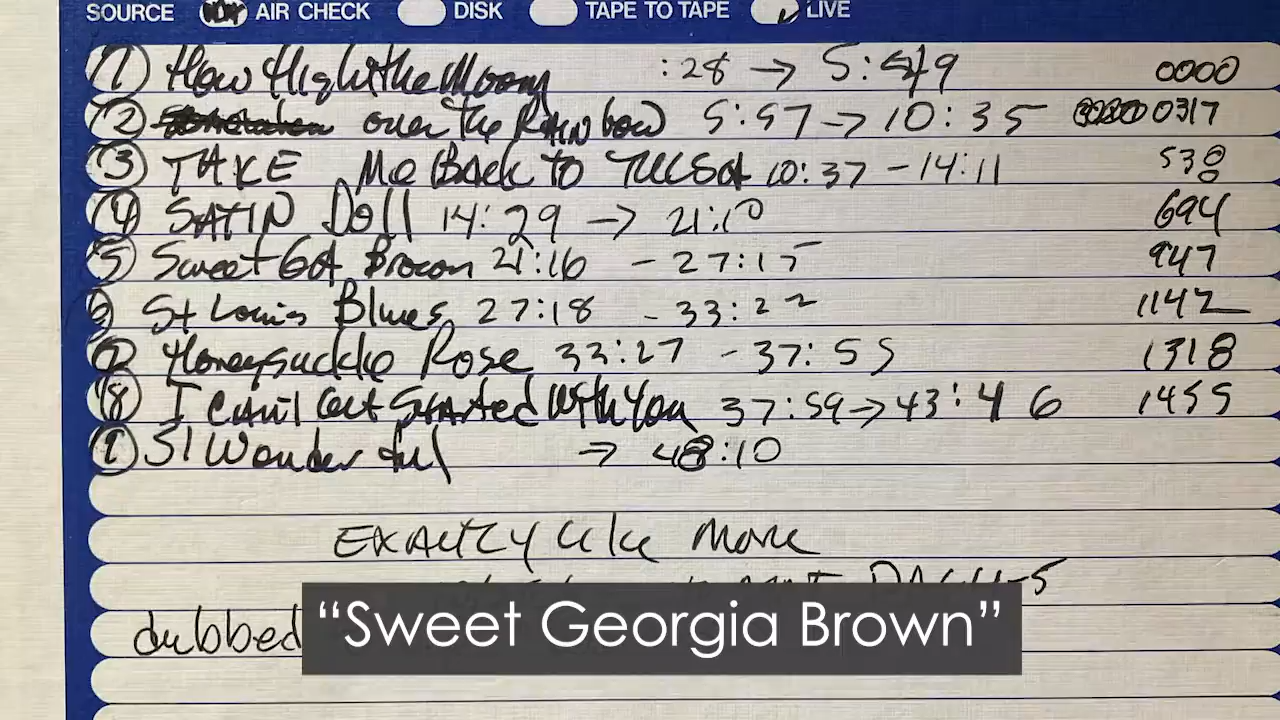 SOURCE AIR CHECK DISK TAPE TO TAPE LIVE
1 How High the Moon :28 → 5:49 0000
2 over The RAINbow 5:57 → 10:35 0317
3 TAKE Me Back to TULSA 10:37 - 14:11 538
4 SATIN Doll 14:29 → 21:10 694
5 Sweet GA Brown 21:16 - 27:15 947
6 St Louis Blues 27:18 - 33:22 1142
7 Honeysuckle Rose 33:27 - 37:55 1318
8 I CAN'T Get Started With You 37:59 → 43:46 1455
S'Wonderful → 48:10
EXACTLY like
dubbed
“Sweet Georgia Brown”